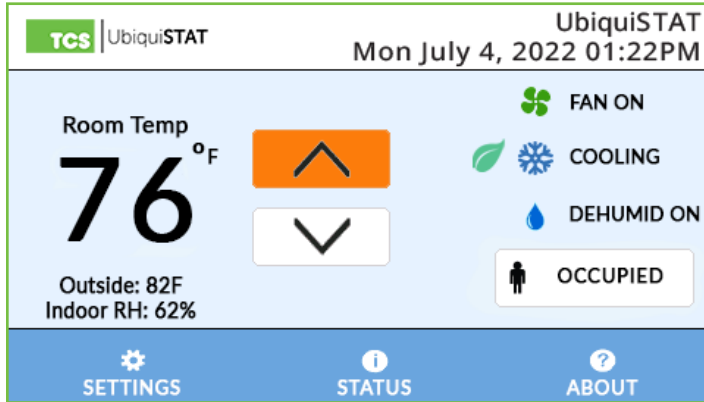 TCS UbiquiSTAT
UbiquiSTAT
Mon July 4, 2022 01:22PM
Room Temp
76°F
Outside: 82F
Indoor RH: 62%
FAN ON
COOLING
DEHUMID ON
OCCUPIED
SETTINGS
STATUS
ABOUT